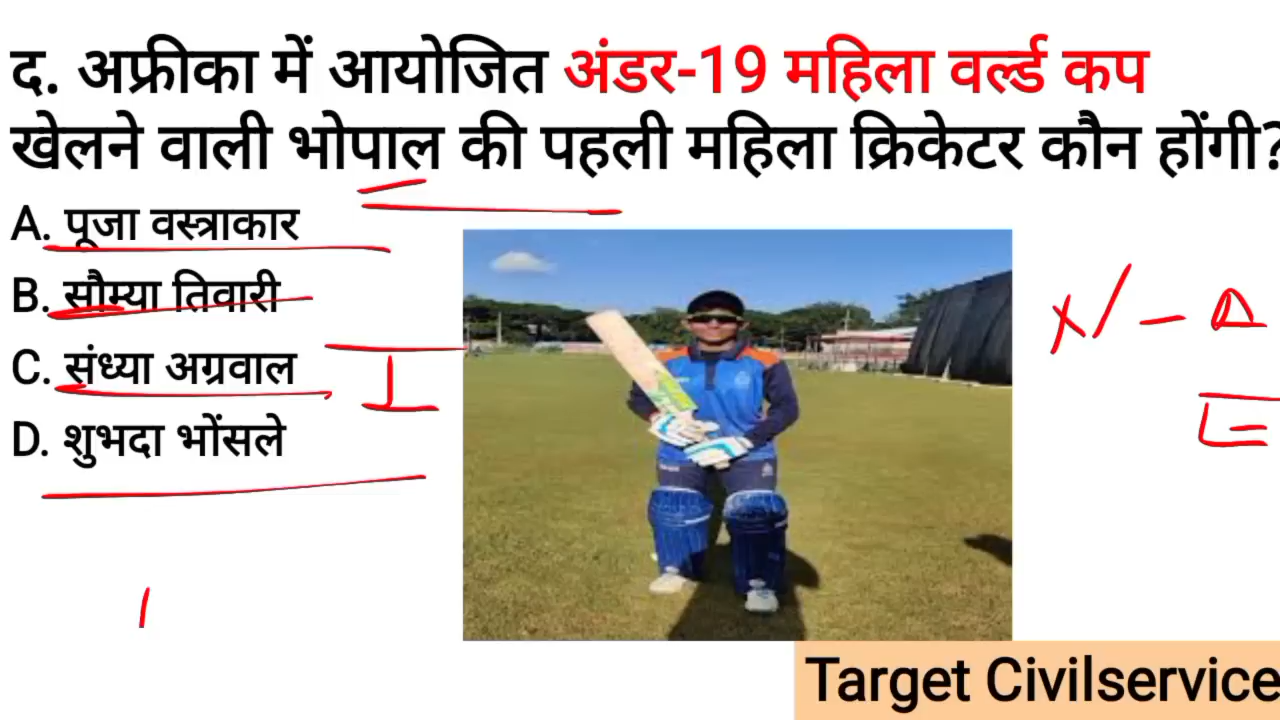 द. अफ्रीका में आयोजित अंडर-19 महिला वर्ल्ड कप
खेलने वाली भोपाल की पहली महिला क्रिकेटर कौन होंगी?
A. पूजा वस्त्राकार
B. सौम्या तिवारी
C. संध्या अग्रवाल
D. शुभदा भोंसले
Target Civilservice